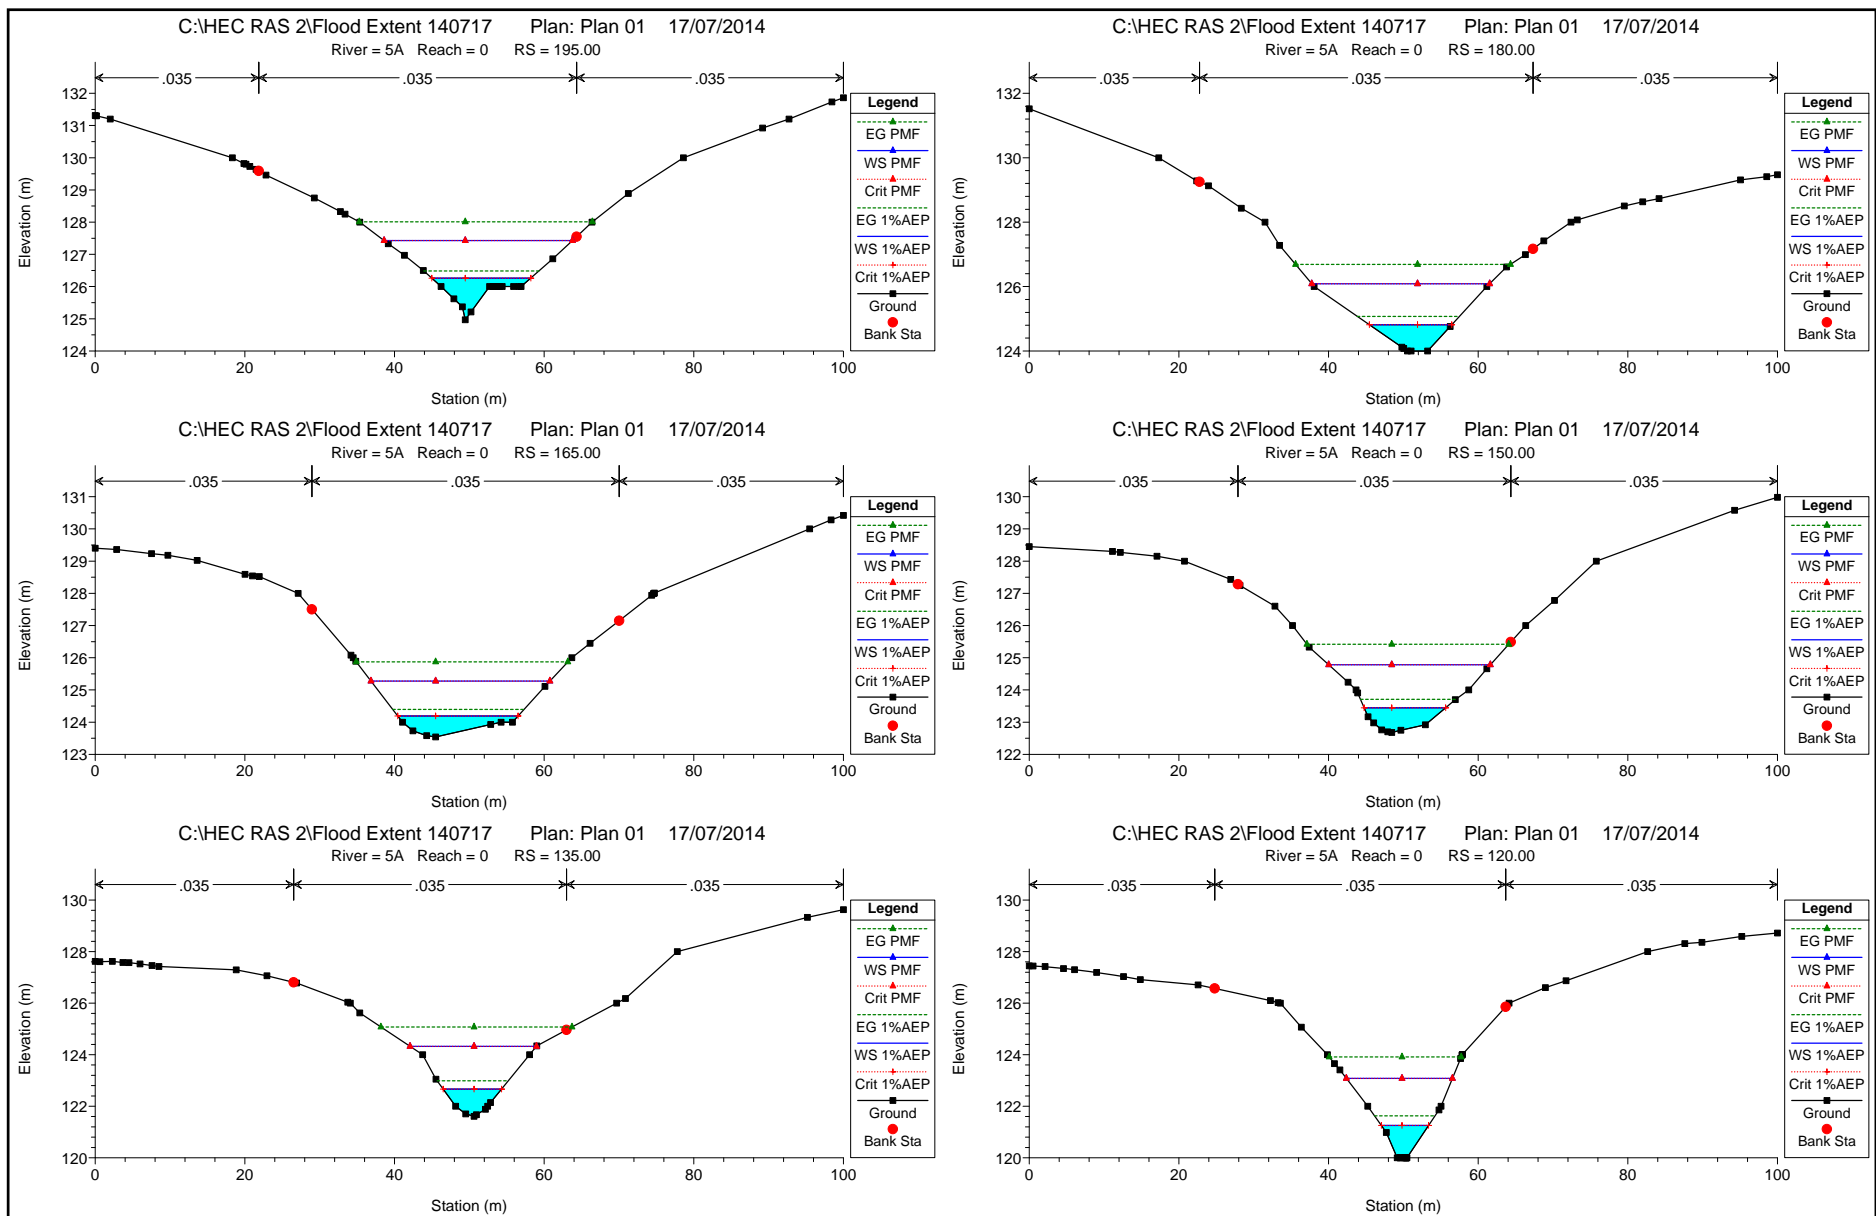 C:\HEC RAS 2\Flood Extent 140717 Plan: Plan 01 17/07/2014
River = 5A Reach = 0 RS = 195.00
.035 .035 .035
132
131
130
129
128
127
126
125
124
Elevation (m)
0 20 40 60 80 100
Station (m)
Legend
EG PMF
WS PMF
Crit PMF
EG 1%AEP
WS 1%AEP
Crit 1%AEP
Ground
Bank Sta
C:\HEC RAS 2\Flood Extent 140717 Plan: Plan 01 17/07/2014
River = 5A Reach = 0 RS = 180.00
.035 .035 .035
132
130
128
126
124
Elevation (m)
0 20 40 60 80 100
Station (m)
Legend
EG PMF
WS PMF
Crit PMF
EG 1%AEP
WS 1%AEP
Crit 1%AEP
Ground
Bank Sta
C:\HEC RAS 2\Flood Extent 140717 Plan: Plan 01 17/07/2014
River = 5A Reach = 0 RS = 165.00
.035 .035 .035
131
130
129
128
127
126
125
124
123
Elevation (m)
0 20 40 60 80 100
Station (m)
Legend
EG PMF
WS PMF
Crit PMF
EG 1%AEP
WS 1%AEP
Crit 1%AEP
Ground
Bank Sta
C:\HEC RAS 2\Flood Extent 140717 Plan: Plan 01 17/07/2014
River = 5A Reach = 0 RS = 150.00
.035 .035 .035
130
129
128
127
126
125
124
123
122
Elevation (m)
0 20 40 60 80 100
Station (m)
Legend
EG PMF
WS PMF
Crit PMF
EG 1%AEP
WS 1%AEP
Crit 1%AEP
Ground
Bank Sta
C:\HEC RAS 2\Flood Extent 140717 Plan: Plan 01 17/07/2014
River = 5A Reach = 0 RS = 135.00
.035 .035 .035
130
128
126
124
122
120
Elevation (m)
0 20 40 60 80 100
Station (m)
Legend
EG PMF
WS PMF
Crit PMF
EG 1%AEP
WS 1%AEP
Crit 1%AEP
Ground
Bank Sta
C:\HEC RAS 2\Flood Extent 140717 Plan: Plan 01 17/07/2014
River = 5A Reach = 0 RS = 120.00
.035 .035 .035
130
128
126
124
122
120
Elevation (m)
0 20 40 60 80 100
Station (m)
Legend
EG PMF
WS PMF
Crit PMF
EG 1%AEP
WS 1%AEP
Crit 1%AEP
Ground
Bank Sta